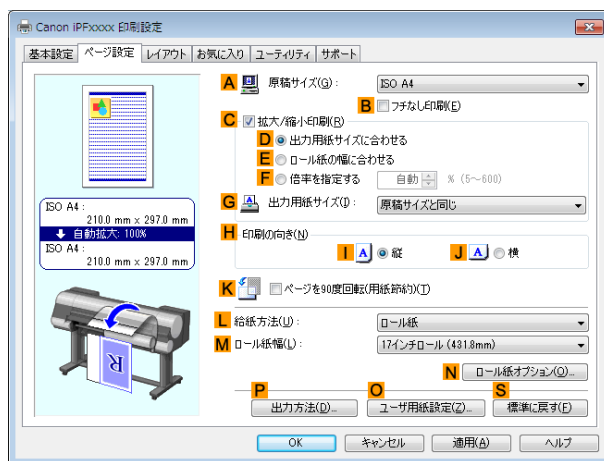 Canon iPFxxxx 印刷設定
基本設定 ページ設定 レイアウト お気に入り ユーティリティ サポート
A 原稿サイズ(G) : ISO A4
B フチなし印刷(E)
C 拡大/縮小印刷(R)
D 出力用紙サイズに合わせる
E ロール紙の幅に合わせる
F 倍率を指定する 自動 % (5~600)
G 出力用紙サイズ(I) : 原稿サイズと同じ
ISO A4 :
210.0 mm x 297.0 mm
自動拡大: 100%
ISO A4 :
210.0 mm x 297.0 mm
H 印刷の向き(N)
I A 縦 J A 横
K ページを90度回転(用紙節約)(T)
R
L 給紙方法(U) : ロール紙
M ロール紙幅(L) : 17インチロール (431.8mm)
N ロール紙オプション(O)...
P O S
出力方法(D)... ユーザ用紙設定(Z)... 標準に戻す(F)
OK キャンセル 適用(A) ヘルプ